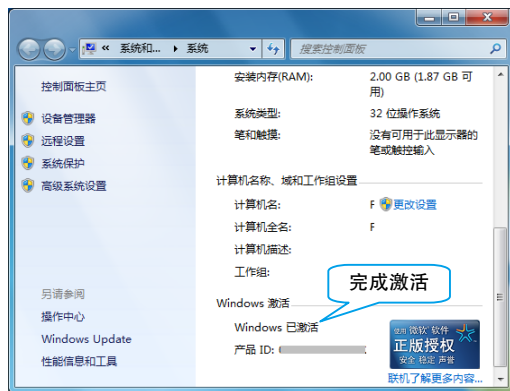 « 系统和... ▸ 系统
搜索控制面板
控制面板主页
设备管理器
远程设置
系统保护
高级系统设置
另请参阅
操作中心
Windows Update
性能信息和工具
安装内存(RAM): 2.00 GB (1.87 GB 可
用)
系统类型: 32 位操作系统
笔和触摸: 没有可用于此显示器的
笔或触控输入
计算机名称、域和工作组设置
计算机名: F 更改设置
计算机全名: F
计算机描述:
工作组:
完成激活
Windows 激活
Windows 已激活
产品 ID:
使用 微软 软件
正版授权
安全 稳定 声誉
联机了解更多内容...